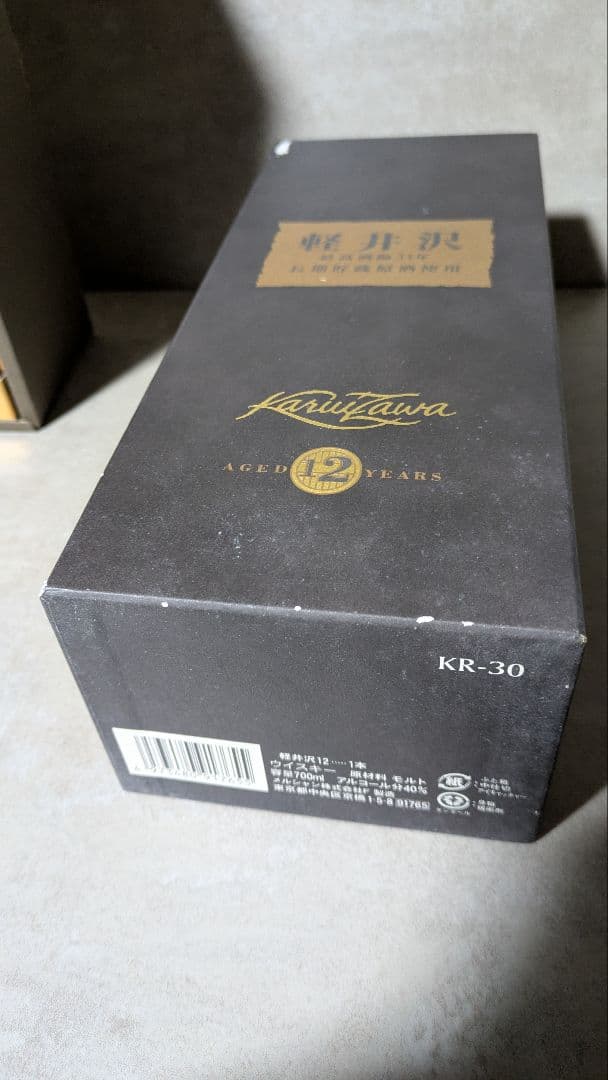 軽井沢
長期貯蔵原酒使用
Karuizawa
AGED 12 YEARS
KR-30
軽井沢12……1本
ウイスキー 原材料 モルト
容量700ml アルコール分40%
メルシャン株式会社F 製造
東京都中央区京橋1-5-8 91765
紙